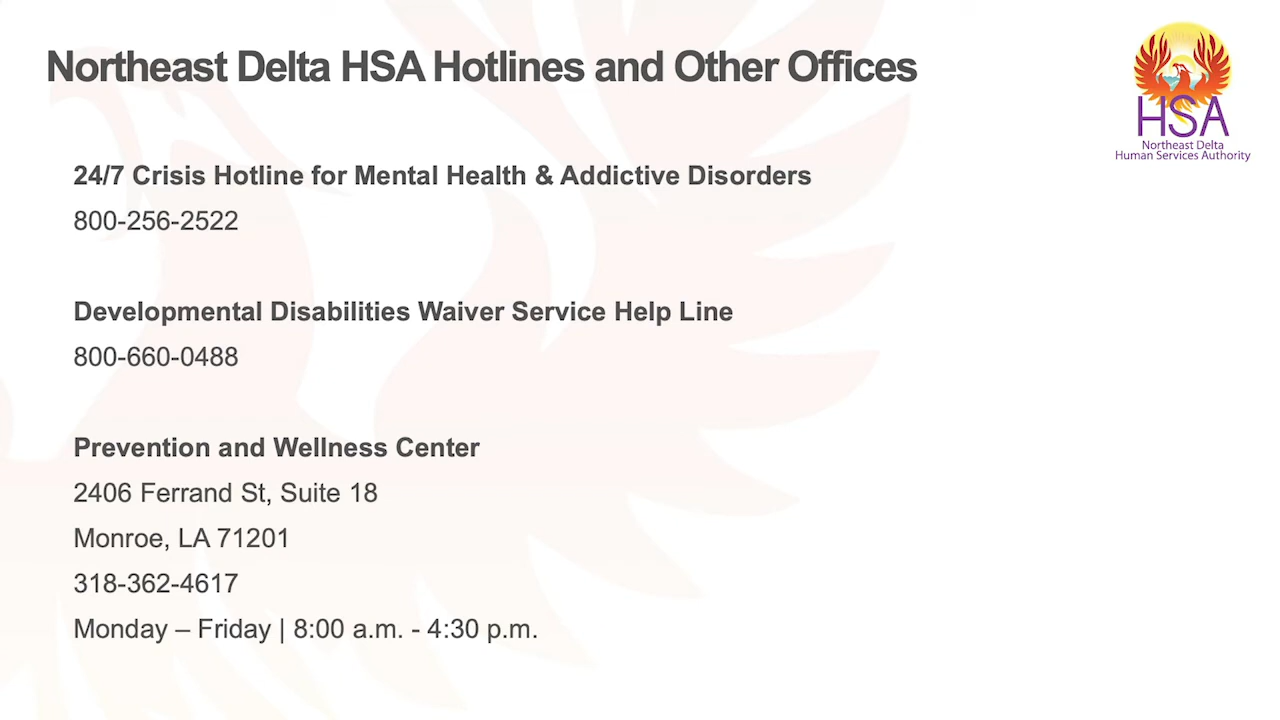 Northeast Delta HSA Hotlines and Other Offices
HSA
Northeast Delta
Human Services Authority
24/7 Crisis Hotline for Mental Health & Addictive Disorders
800-256-2522
Developmental Disabilities Waiver Service Help Line
800-660-0488
Prevention and Wellness Center
2406 Ferrand St, Suite 18
Monroe, LA 71201
318-362-4617
Monday – Friday | 8:00 a.m. - 4:30 p.m.